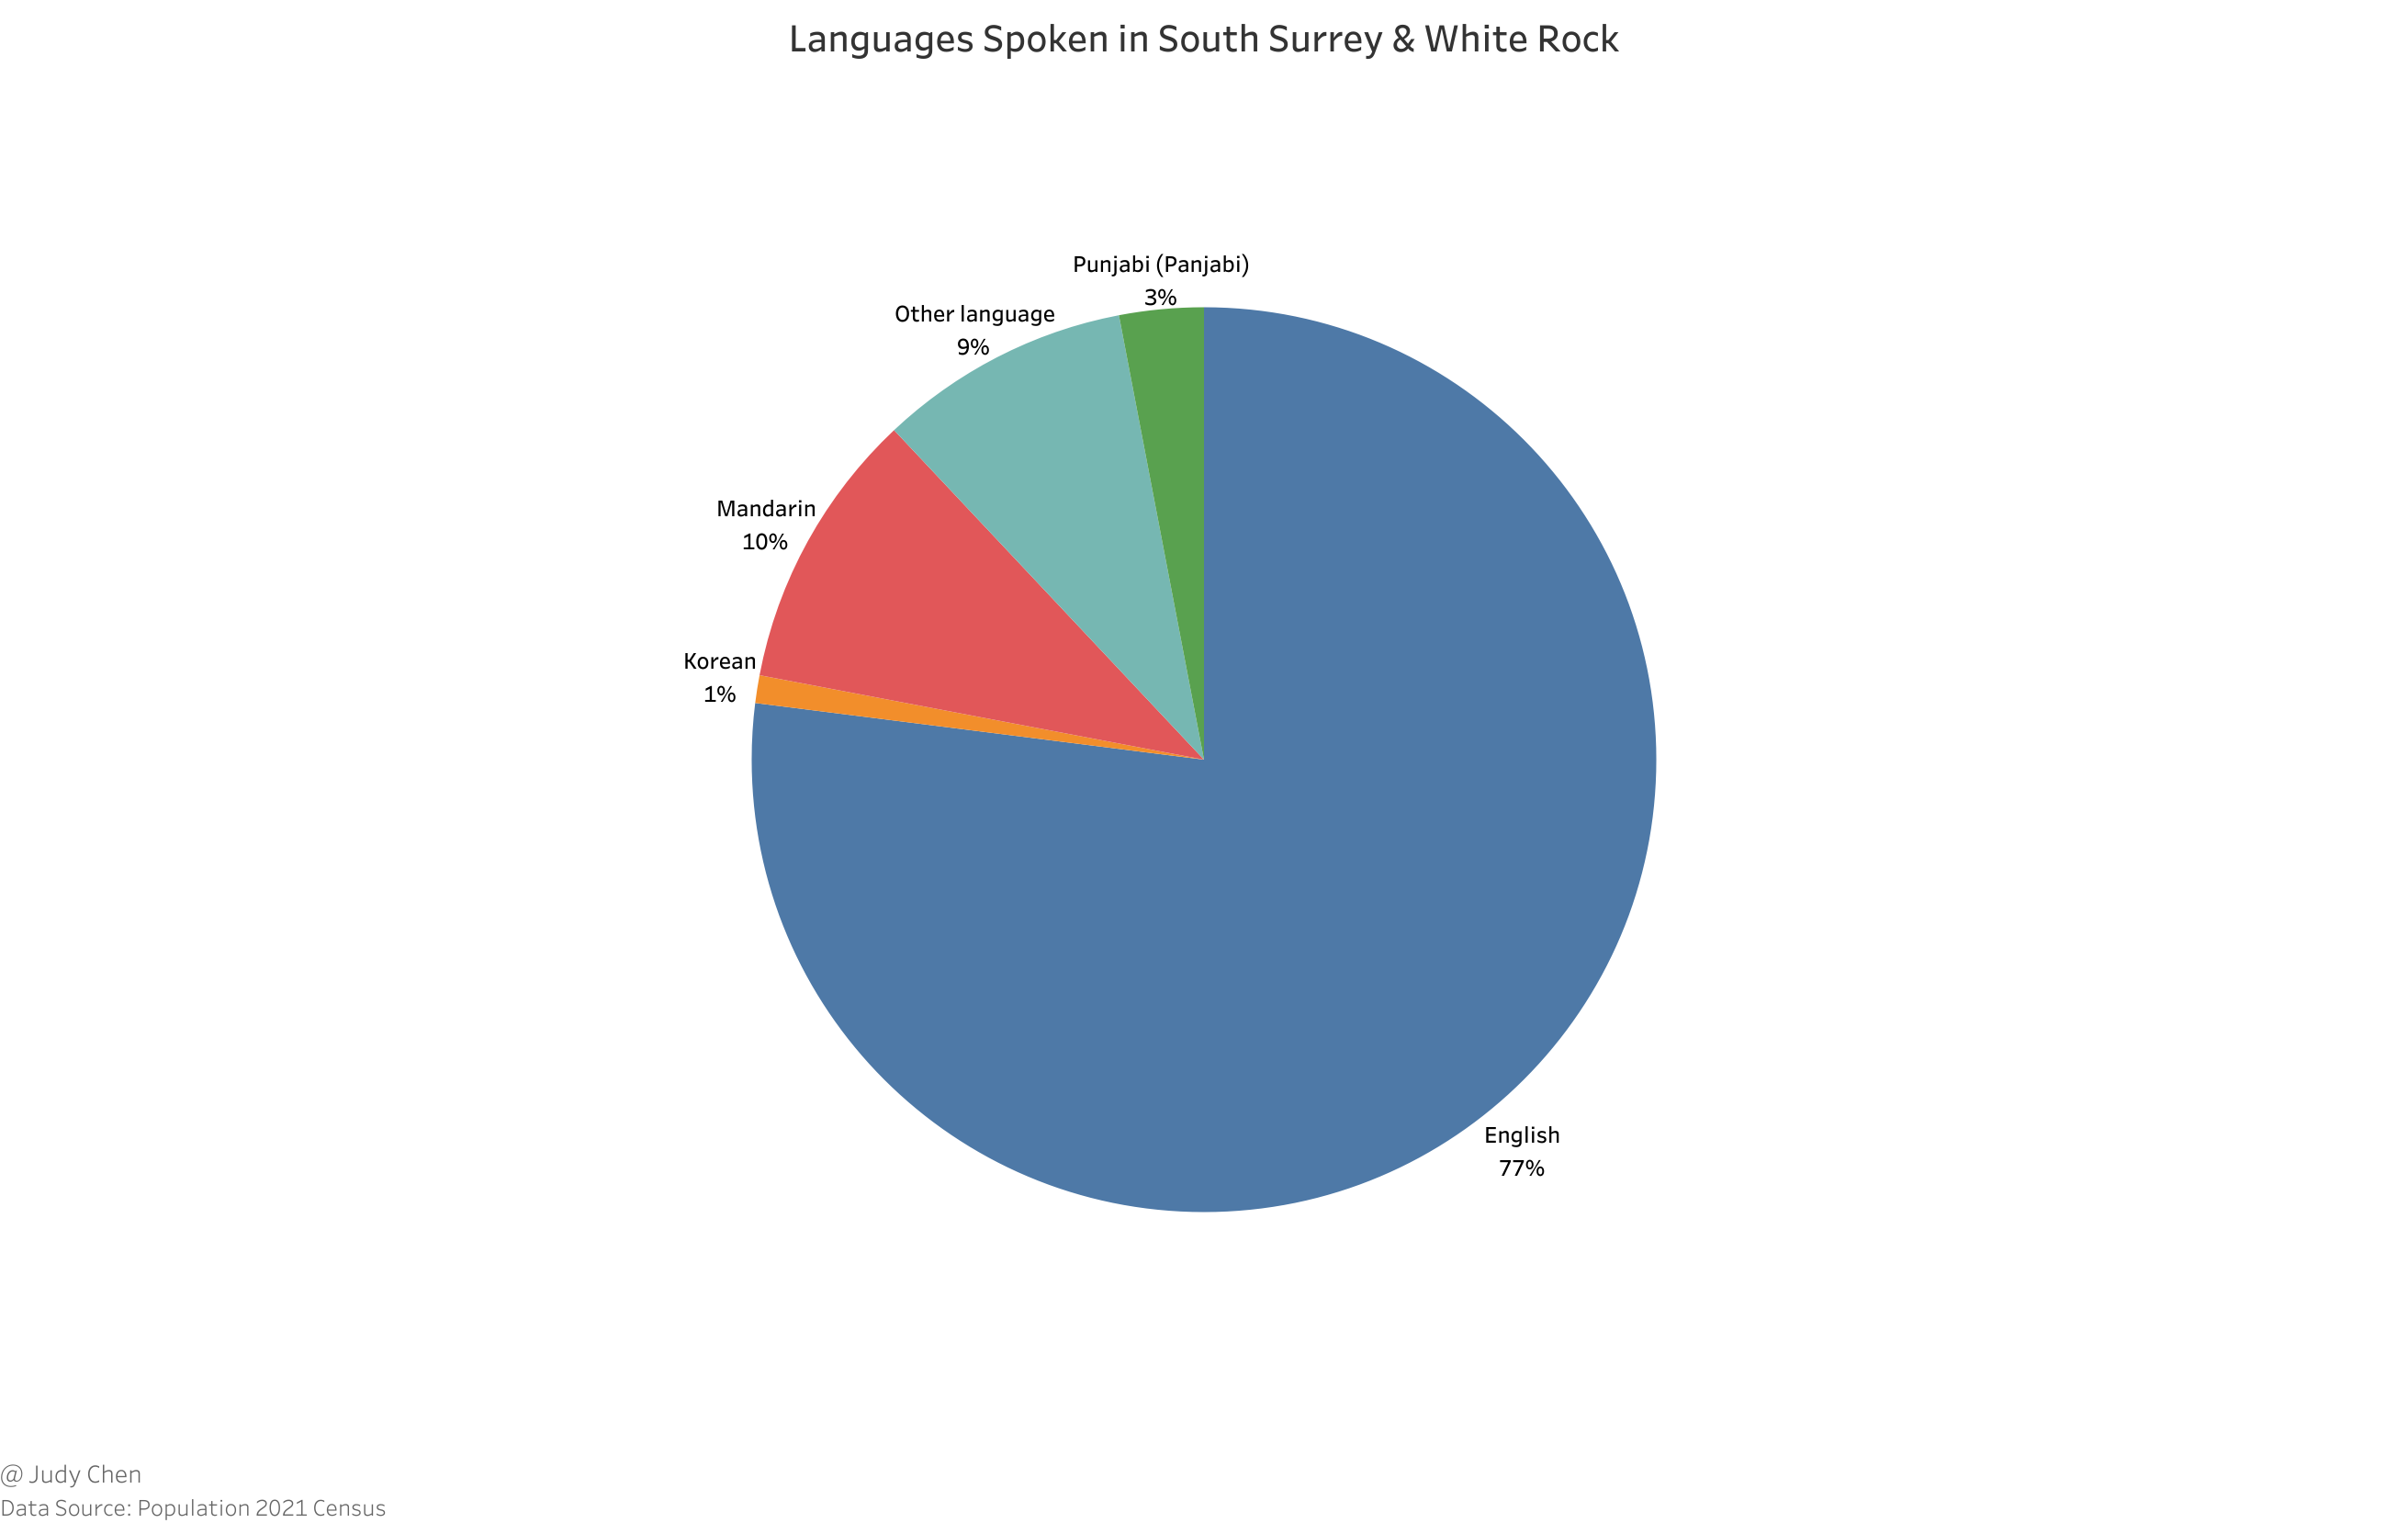 Languages Spoken in South Surrey & White Rock
Punjabi (Panjabi)
3%
Other language
9%
Mandarin
10%
Korean
1%
English
77%
@ Judy Chen
Data Source: Population 2021 Census